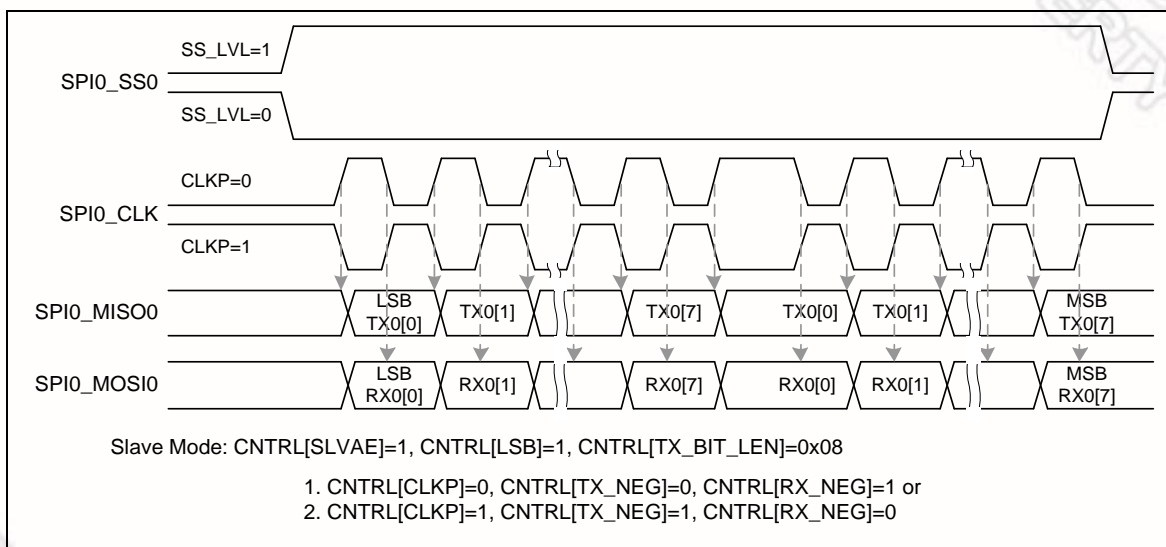 SS_LVL=1
SPI0_SS0
SS_LVL=0
CLKP=0
SPI0_CLK
CLKP=1
SPI0_MISO0
LSB
TX0[0]
TX0[1]
TX0[7]
TX0[0]
TX0[1]
MSB
TX0[7]
SPI0_MOSI0
LSB
RX0[0]
RX0[1]
RX0[7]
RX0[0]
RX0[1]
MSB
RX0[7]
Slave Mode: CNTRL[SLVAE]=1, CNTRL[LSB]=1, CNTRL[TX_BIT_LEN]=0x08
1. CNTRL[CLKP]=0, CNTRL[TX_NEG]=0, CNTRL[RX_NEG]=1 or
2. CNTRL[CLKP]=1, CNTRL[TX_NEG]=1, CNTRL[RX_NEG]=0